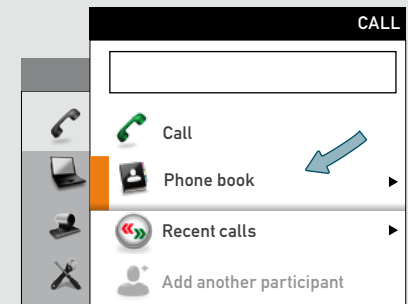 CALL
Call
Phone book
Recent calls
Add another participant